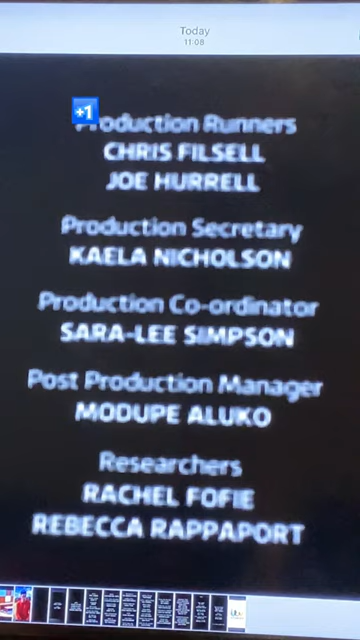 Today
11:08
+1
Production Runners
CHRIS FILSELL
JOE HURRELL
Production Secretary
KAELA NICHOLSON
Production Co-ordinator
SARA-LEE SIMPSON
Post Production Manager
MODUPE ALUKO
Researchers
RACHEL FOFIE
REBECCA RAPPAPORT